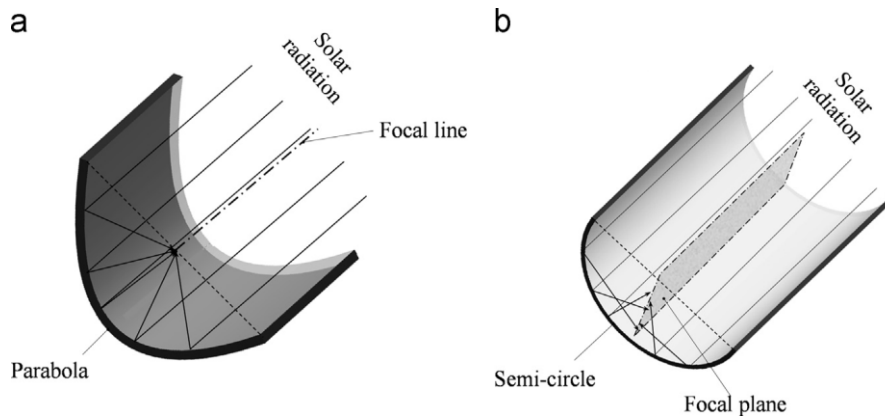 a
Solar
radiation
Focal line
Parabola
b
Solar
radiation
Semi-circle
Focal plane